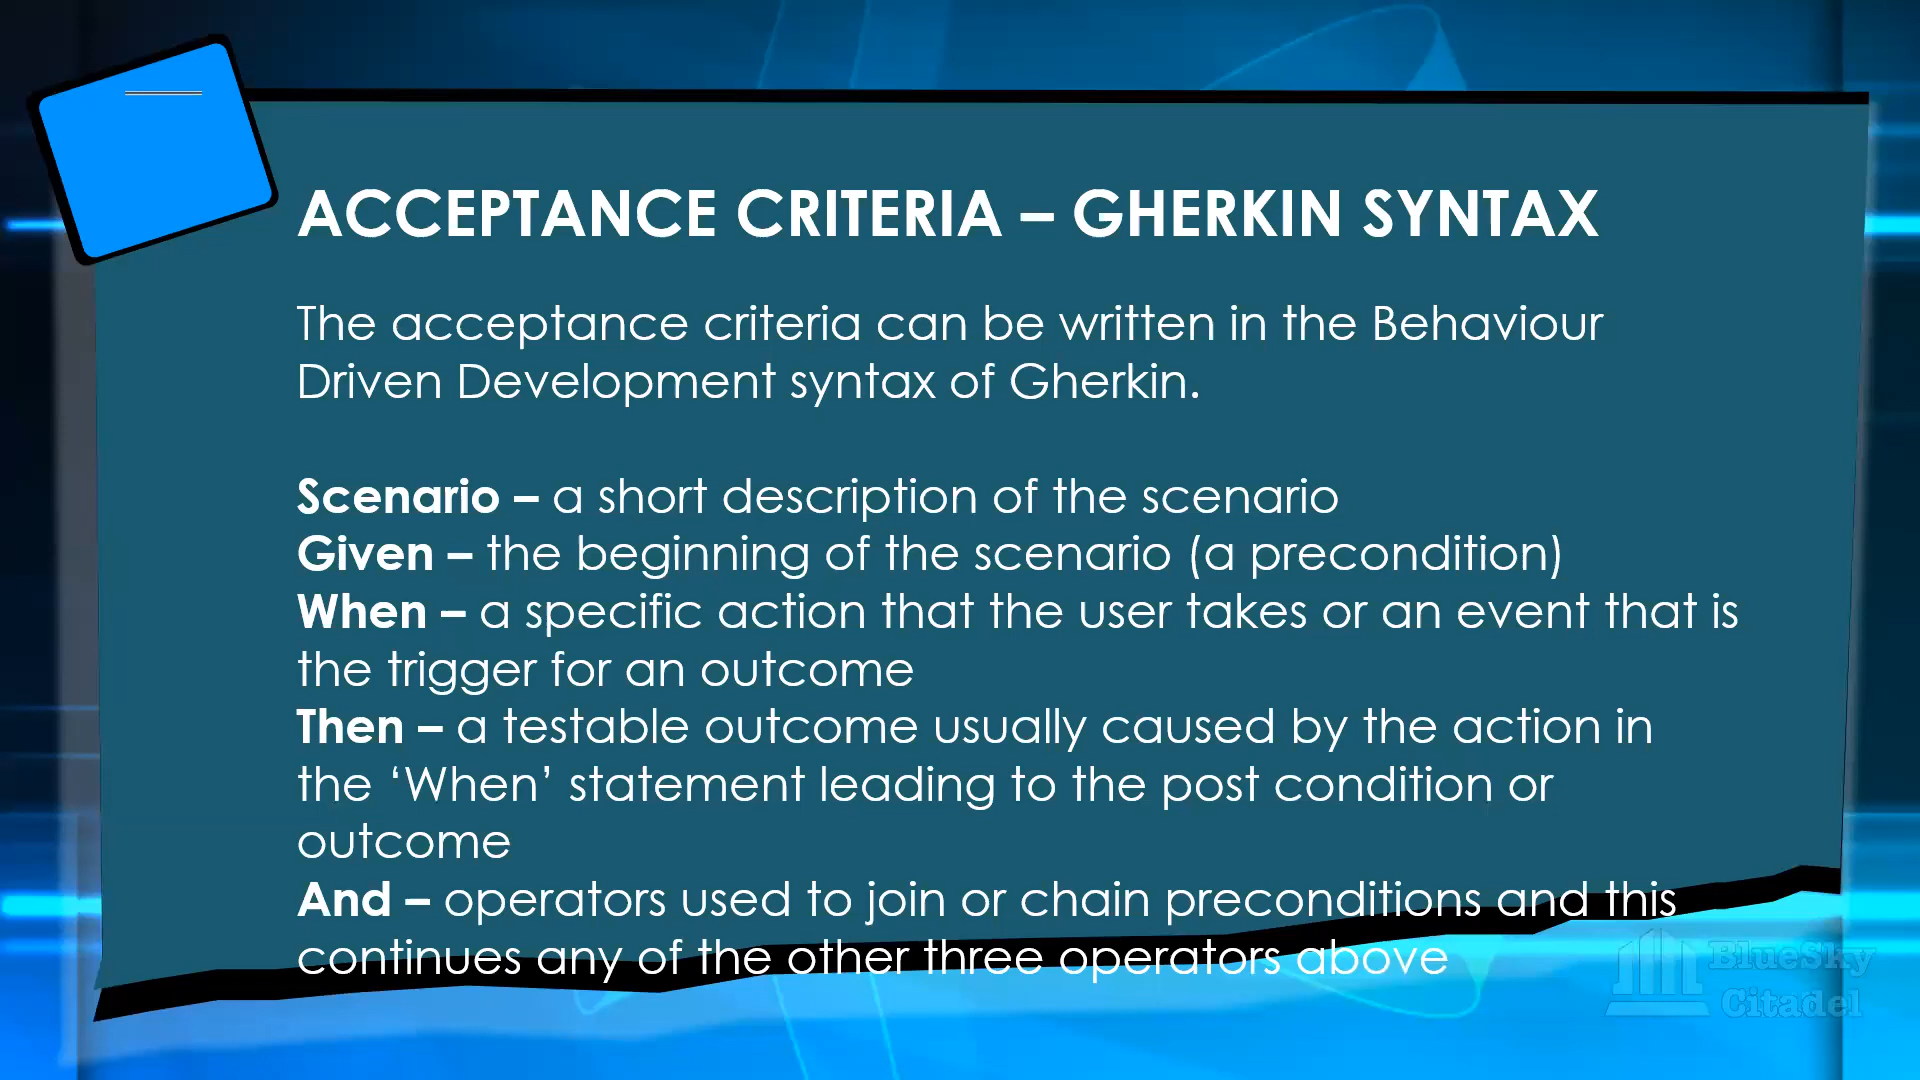 ACCEPTANCE CRITERIA – GHERKIN SYNTAX
The acceptance criteria can be written in the Behaviour
Driven Development syntax of Gherkin.
Scenario – a short description of the scenario
Given – the beginning of the scenario (a precondition)
When – a specific action that the user takes or an event that is
the trigger for an outcome
Then – a testable outcome usually caused by the action in
the ‘When’ statement leading to the post condition or
outcome
And – operators used to join or chain preconditions and this
continues any of the other three operators above
BlueSky
Citadel